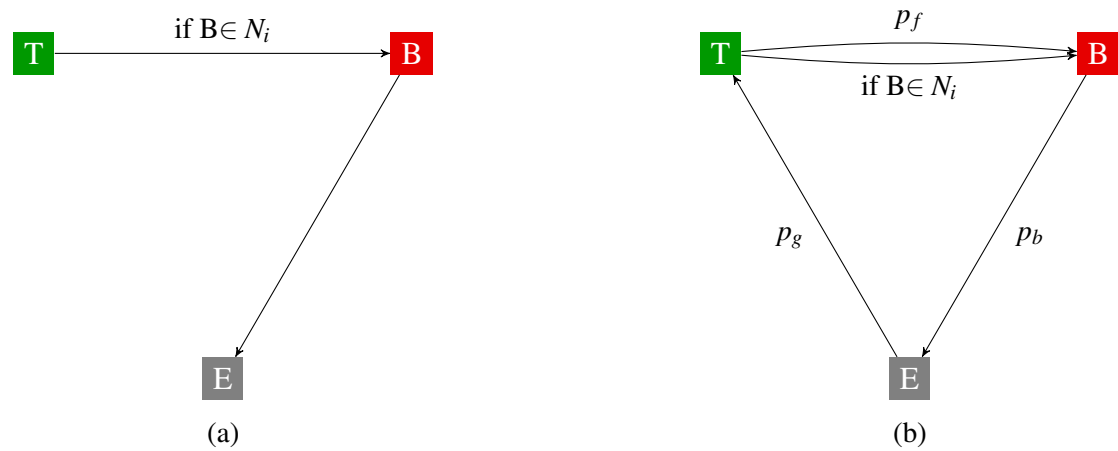 T
if B∈ N_i
B
E
(a)
T
p_f
if B∈ N_i
B
p_g
p_b
E
(b)